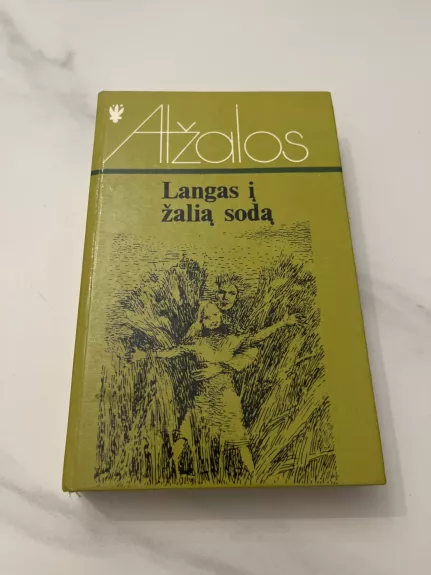 Atžalos
Langas į
žalią sodą